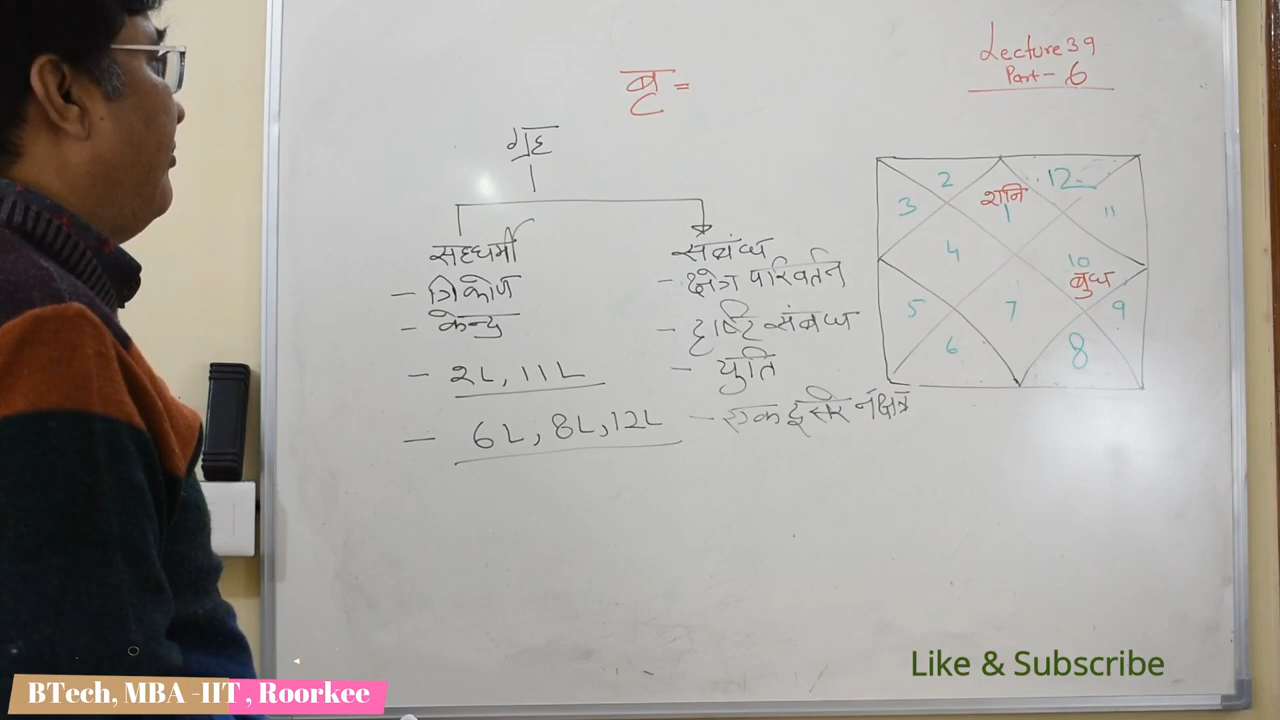 Lecture 39
Part - 6
बृ =
ग्रह
सहधर्मी
- त्रिकोण
- केन्द्र
- 2L, 11L
- 6L, 8L, 12L
संबंध
- क्षेत्र परिवर्तन
- दृष्टि संबंध
- युति
- एक दूसरे नक्षत्र
2
शनि
12
3
1
11
4
10
बुध
5
7
9
6
8
Like & Subscribe
BTech, MBA -IIT , Roorkee